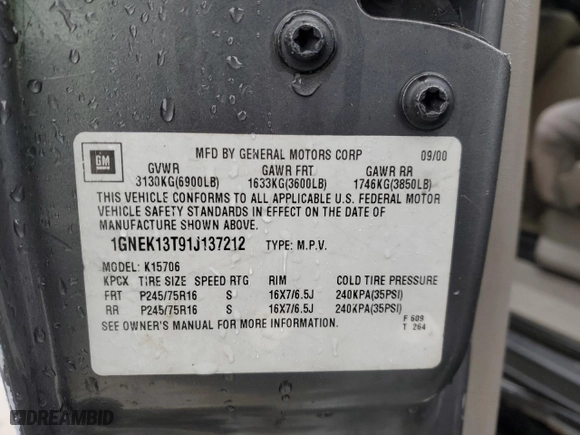 GM
MFD BY GENERAL MOTORS CORP 09/00
GVWR GAWR FRT GAWR RR
3130KG(6900LB) 1633KG(3600LB) 1746KG(3850LB)
THIS VEHICLE CONFORMS TO ALL APPLICABLE U.S. FEDERAL MOTOR
VEHICLE SAFETY STANDARDS IN EFFECT ON THE DATE OF
MANUFACTURE SHOWN ABOVE.
1GNEK13T91J137212 TYPE: M.P.V.
MODEL: K15706
KPCX TIRE SIZE SPEED RTG RIM COLD TIRE PRESSURE
FRT P245/75R16 S 16X7/6.5J 240KPA(35PSI)
RR P245/75R16 S 16X7/6.5J 240KPA(35PSI)
SEE OWNER'S MANUAL FOR MORE INFORMATION.
F 609
T 264
DREAMBID